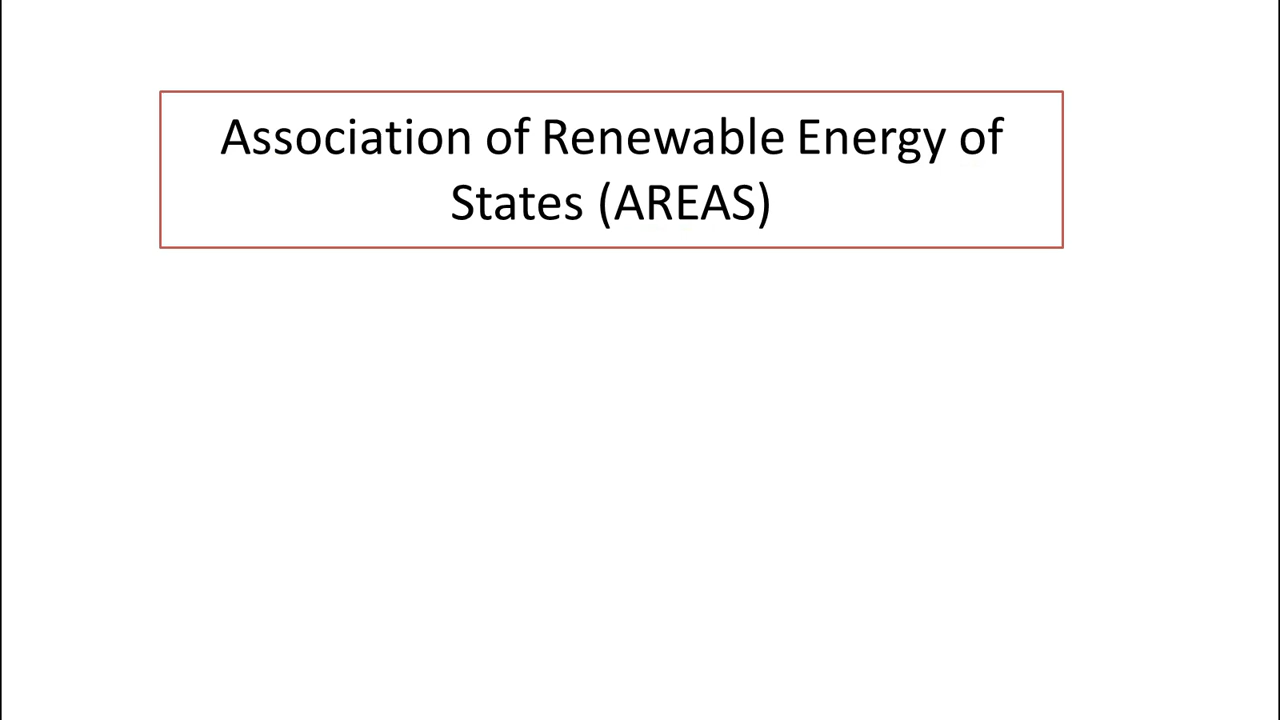 Association of Renewable Energy of
States (AREAS)